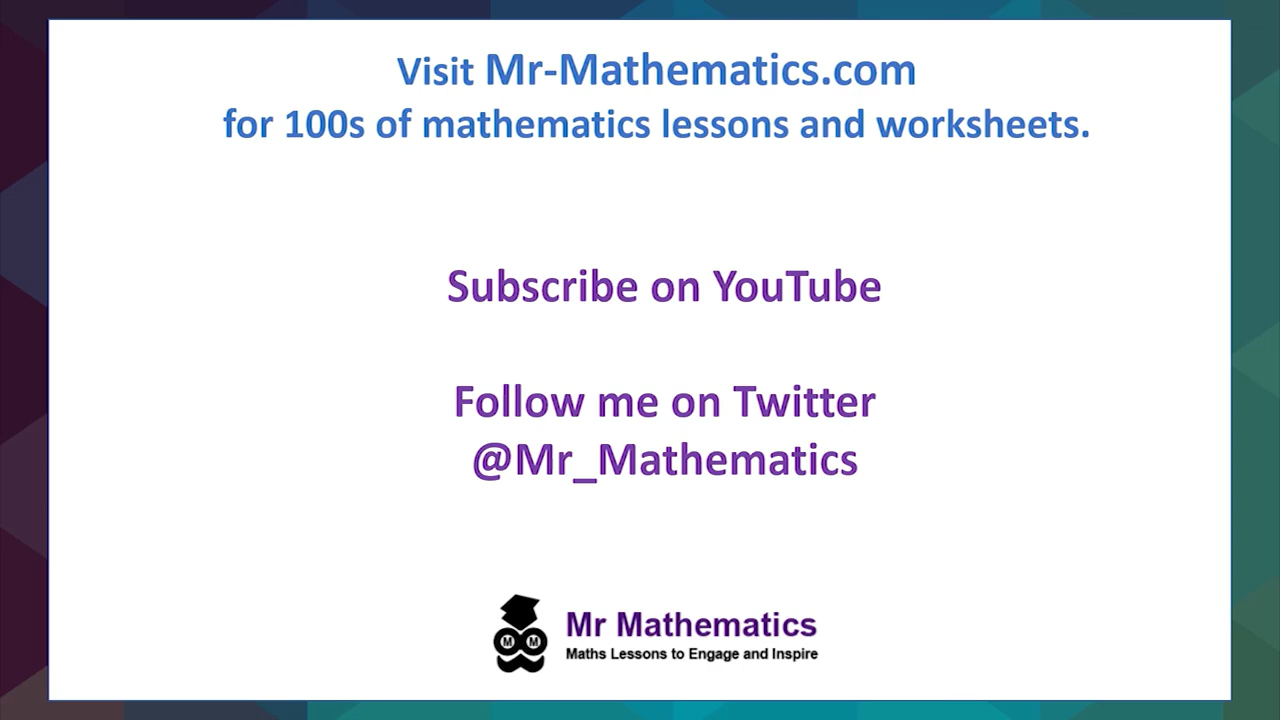 Visit Mr-Mathematics.com
for 100s of mathematics lessons and worksheets.
Subscribe on YouTube
Follow me on Twitter
@Mr_Mathematics
M M
Mr Mathematics
Maths Lessons to Engage and Inspire